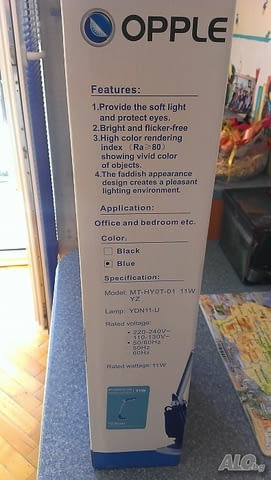 OPPLE
Features:
1.Provide the soft light
and protect eyes.
2.Bright and flicker-free
3.High color rendering
index (Ra≥80)
showing vivid color
of objects.
4.The faddish appearance
design creates a pleasant
lighting environment.
Application:
Office and bedroom etc.
Color:
Black
Blue
Specification:
Model: MT-HY0T-01 11W
YZ
Lamp: YDN11-U
Rated voltage:
• 220-240V~
110-130V~
• 50/60Hz
50Hz
60Hz
Rated wattage: 11W
ALO.bg